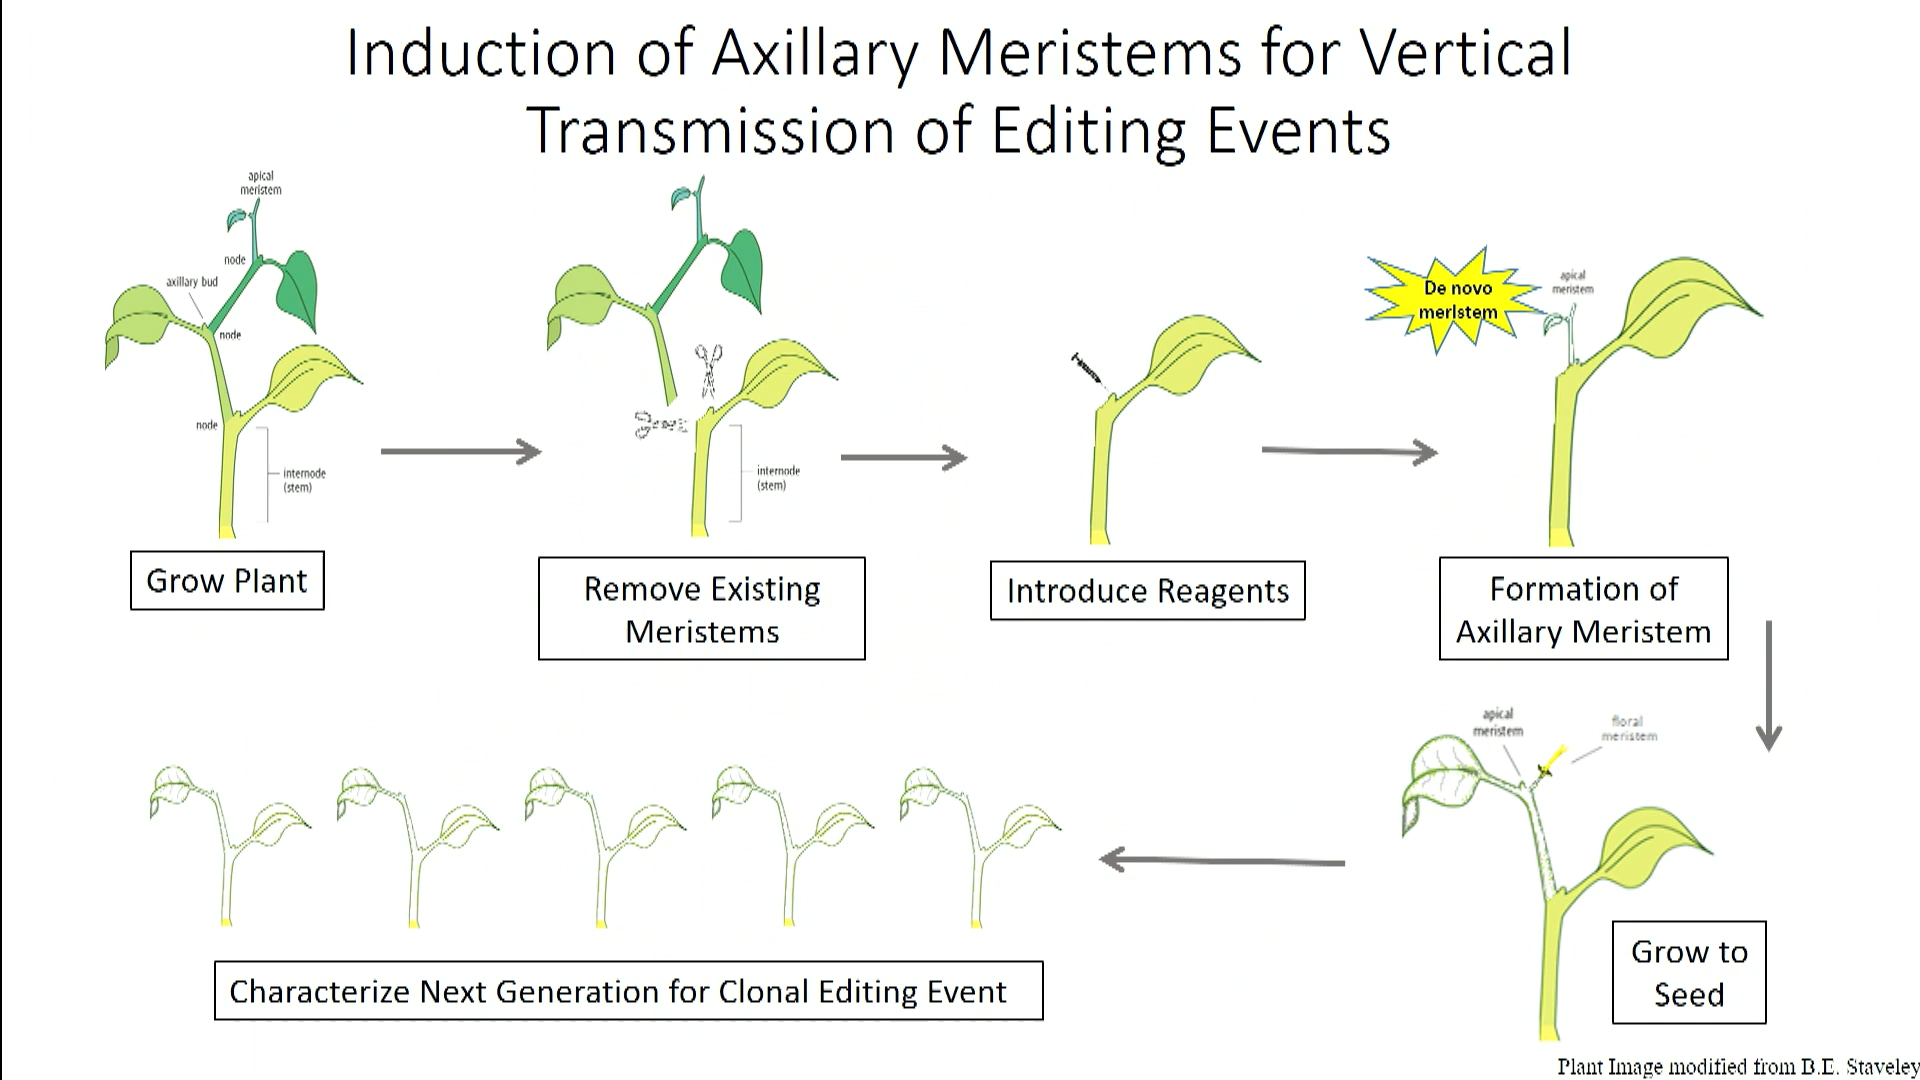 Induction of Axillary Meristems for Vertical
Transmission of Editing Events
apical
meristem
node
axillary bud
node
node
internode
(stem)
Grow Plant
internode
(stem)
Remove Existing
Meristems
Introduce Reagents
De novo
meristem
apical
meristem
Formation of
Axillary Meristem
apical
meristem
floral
meristem
Grow to
Seed
Characterize Next Generation for Clonal Editing Event
Plant Image modified from B.E. Staveley